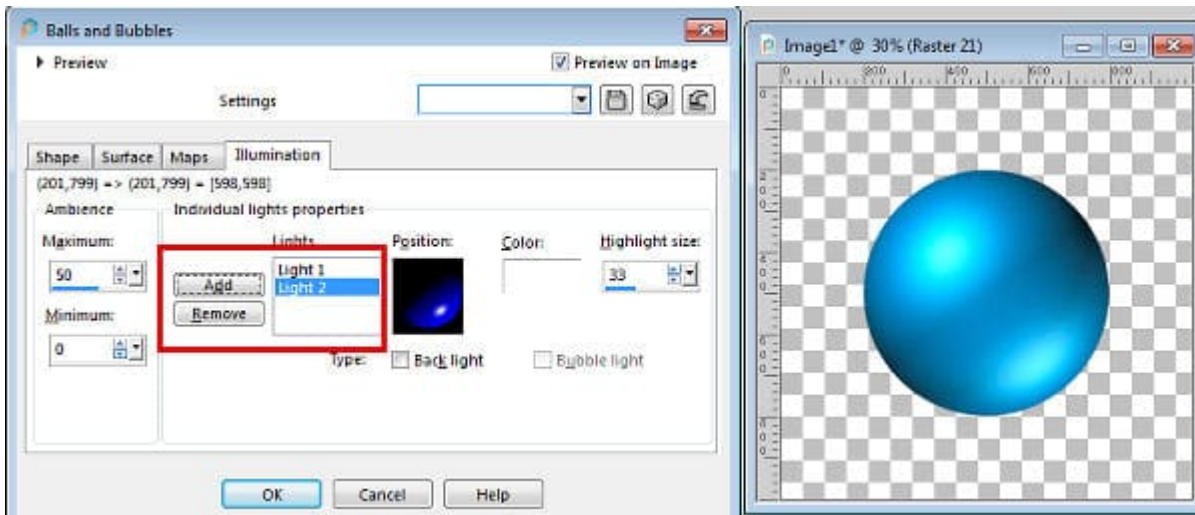 Balls and Bubbles
Preview
Preview on Image
Settings
Shape
Surface
Maps
Illumination
(201,799) => (201,799) = [598,598]
Ambience
Individual lights properties
Maximum:
Lights
Position:
Color:
Highlight size:
50
Add
Light 1
Light 2
33
Remove
Minimum:
0
Type:
Back light
Bubble light
OK
Cancel
Help
Image1* @ 30% (Raster 21)